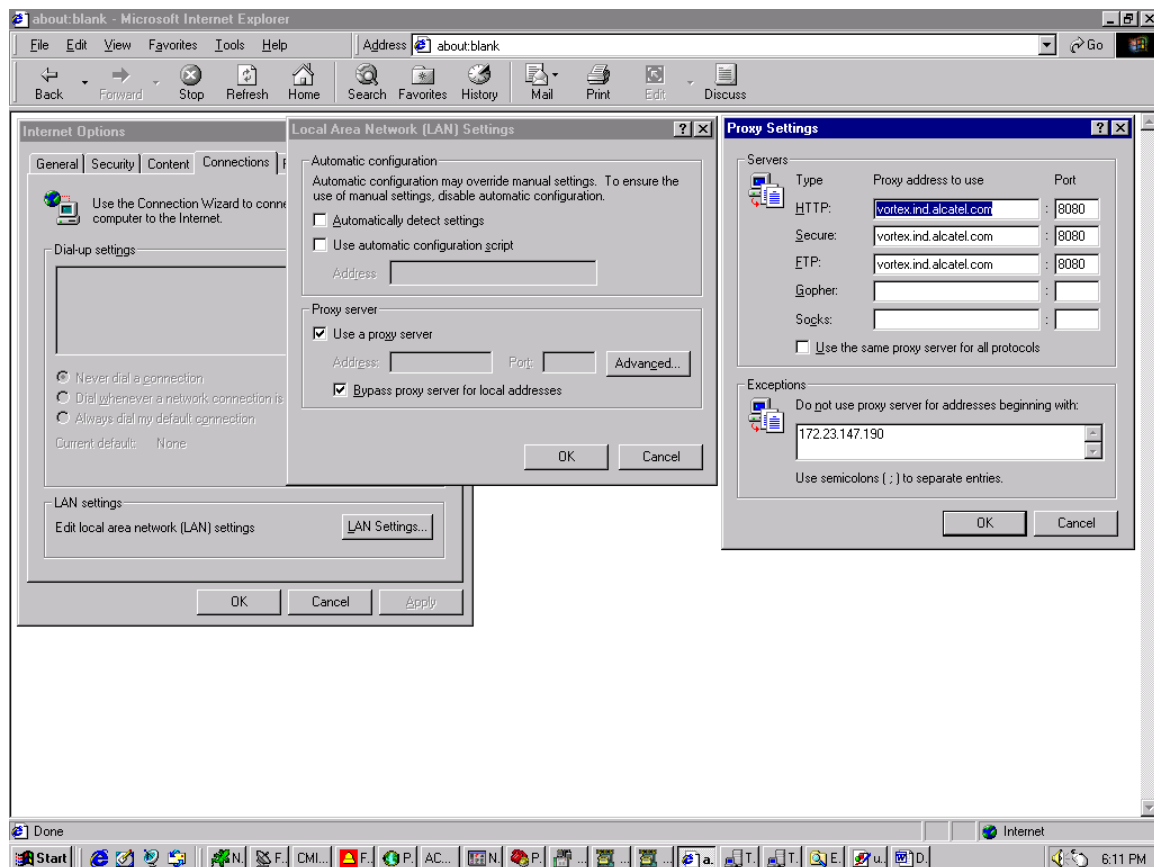 about:blank - Microsoft Internet Explorer
File Edit View Favorites Tools Help Address about:blank Go
Back Forward Stop Refresh Home Search Favorites History Mail Print Edit Discuss
Internet Options
General Security Content Connections
Use the Connection Wizard to conne
computer to the Internet.
Dial-up settings
Never dial a connection
Dial whenever a network connection is
Always dial my default connection
Current default: None
LAN settings
Edit local area network (LAN) settings LAN Settings...
OK Cancel Apply
Local Area Network (LAN) Settings
Automatic configuration
Automatic configuration may override manual settings. To ensure the
use of manual settings, disable automatic configuration.
Automatically detect settings
Use automatic configuration script
Address
Proxy server
Use a proxy server
Address: Port: Advanced...
Bypass proxy server for local addresses
OK Cancel
Proxy Settings
Servers
Type Proxy address to use Port
HTTP: vortex.ind.alcatel.com : 8080
Secure: vortex.ind.alcatel.com : 8080
FTP: vortex.ind.alcatel.com : 8080
Gopher: :
Socks: :
Use the same proxy server for all protocols
Exceptions
Do not use proxy server for addresses beginning with:
172.23.147.190
Use semicolons ( ; ) to separate entries.
OK Cancel
Done Internet
Start N. F. CMI... F. P. AC... N. P. ... ... ... a. T. T. E. u. D. 6:11 PM